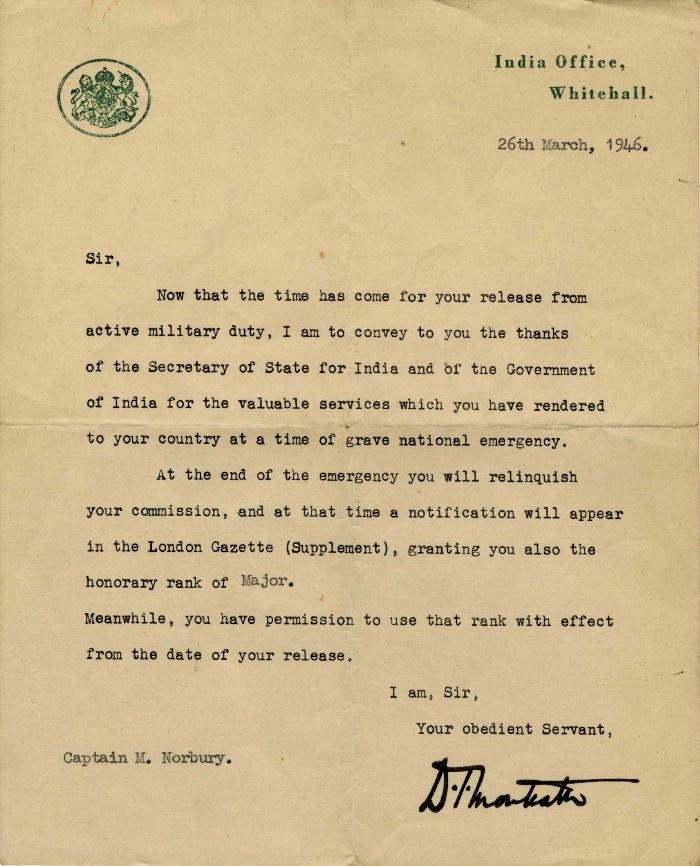 India Office,
Whitehall.
26th March, 1946.
Sir,
Now that the time has come for your release from
active military duty, I am to convey to you the thanks
of the Secretary of State for India and of the Government
of India for the valuable services which you have rendered
to your country at a time of grave national emergency.
At the end of the emergency you will relinquish
your commission, and at that time a notification will appear
in the London Gazette (Supplement), granting you also the
honorary rank of Major.
Meanwhile, you have permission to use that rank with effect
from the date of your release.
I am, Sir,
Your obedient Servant,
Captain M. Norbury.
D.T. Monteath